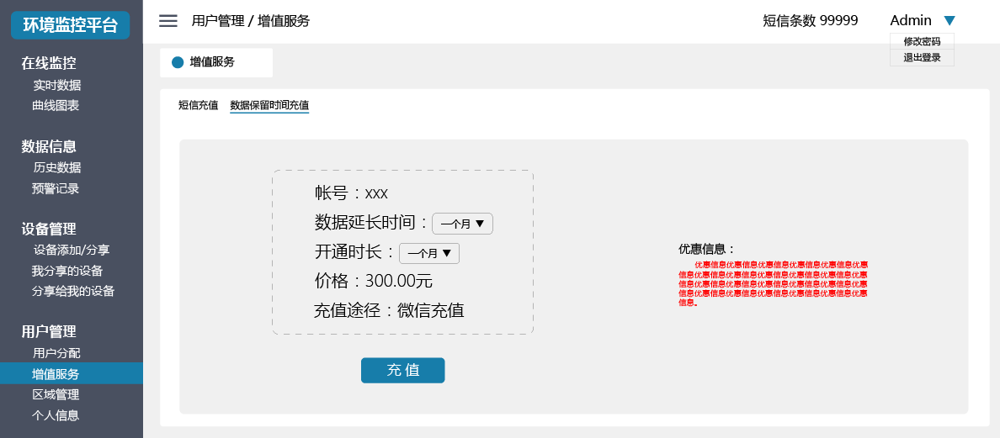 环境监控平台
用户管理 / 增值服务
短信条数 99999
Admin ▼
修改密码
退出登录
在线监控
实时数据
曲线图表
数据信息
历史数据
预警记录
设备管理
设备添加/分享
我分享的设备
分享给我的设备
用户管理
用户分配
增值服务
区域管理
个人信息
增值服务
短信充值 数据保留时间充值
帐号：xxx
数据延长时间：一个月 ▼
开通时长：一个月 ▼
价格：300.00元
充值途径：微信充值
充 值
优惠信息：
优惠信息优惠信息优惠信息优惠信息优惠信息优惠
信息优惠信息优惠信息优惠信息优惠信息优惠信息优惠
信息优惠信息优惠信息优惠信息优惠信息优惠信息优惠
信息优惠信息优惠信息优惠信息优惠信息优惠信息优惠
信息。